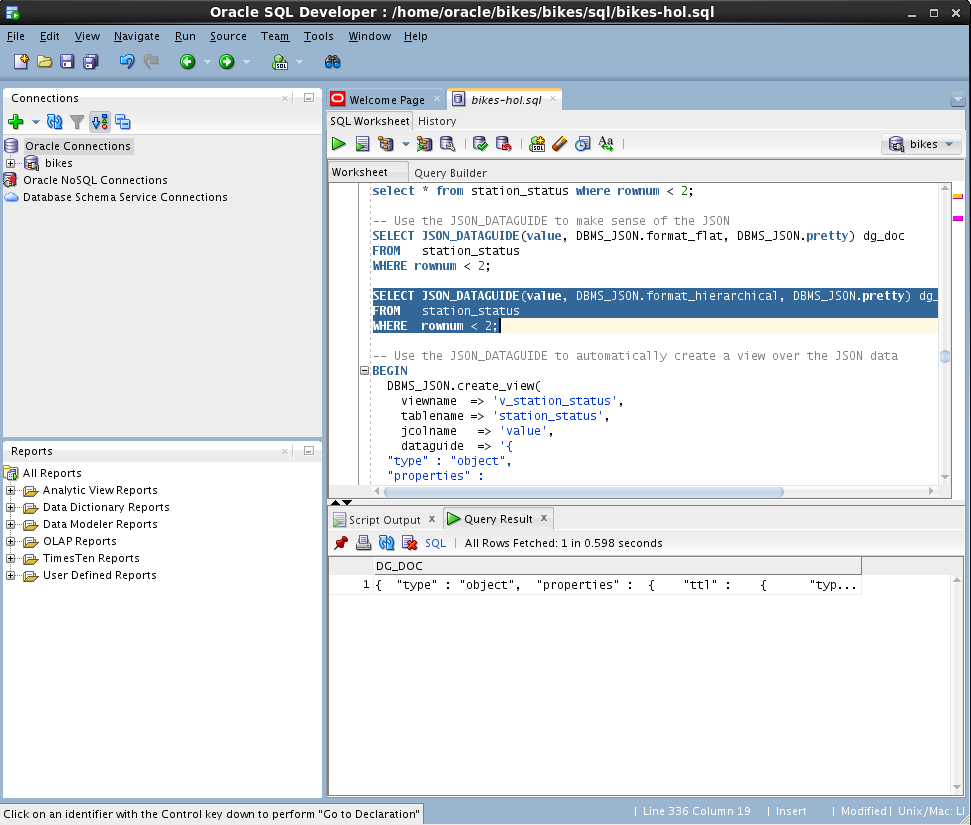 Oracle SQL Developer : /home/oracle/bikes/bikes/sql/bikes-hol.sql
File Edit View Navigate Run Source Team Tools Window Help
Connections
Oracle Connections
bikes
Oracle NoSQL Connections
Database Schema Service Connections
Reports
All Reports
Analytic View Reports
Data Dictionary Reports
Data Modeler Reports
OLAP Reports
TimesTen Reports
User Defined Reports
Welcome Page bikes-hol.sql
SQL Worksheet History
bikes
Worksheet Query Builder
select * from station_status where rownum < 2;
-- Use the JSON_DATAGUIDE to make sense of the JSON
SELECT JSON_DATAGUIDE(value, DBMS_JSON.format_flat, DBMS_JSON.pretty) dg_doc
FROM   station_status
WHERE rownum < 2;
SELECT JSON_DATAGUIDE(value, DBMS_JSON.format_hierarchical, DBMS_JSON.pretty) dg_
FROM   station_status
WHERE  rownum < 2;
-- Use the JSON_DATAGUIDE to automatically create a view over the JSON data
BEGIN
DBMS_JSON.create_view(
viewname  => 'v_station_status',
tablename => 'station_status',
jcolname   => 'value',
dataguide  => '{
"type" : "object",
"properties" :
Script Output Query Result
SQL | All Rows Fetched: 1 in 0.598 seconds
DG_DOC
1 {  "type" : "object",  "properties" :  {    "ttl" :    {      "typ...
Click on an identifier with the Control key down to perform "Go to Declaration"
| Line 336 Column 19 | Insert | Modified | Unix/Mac: LI